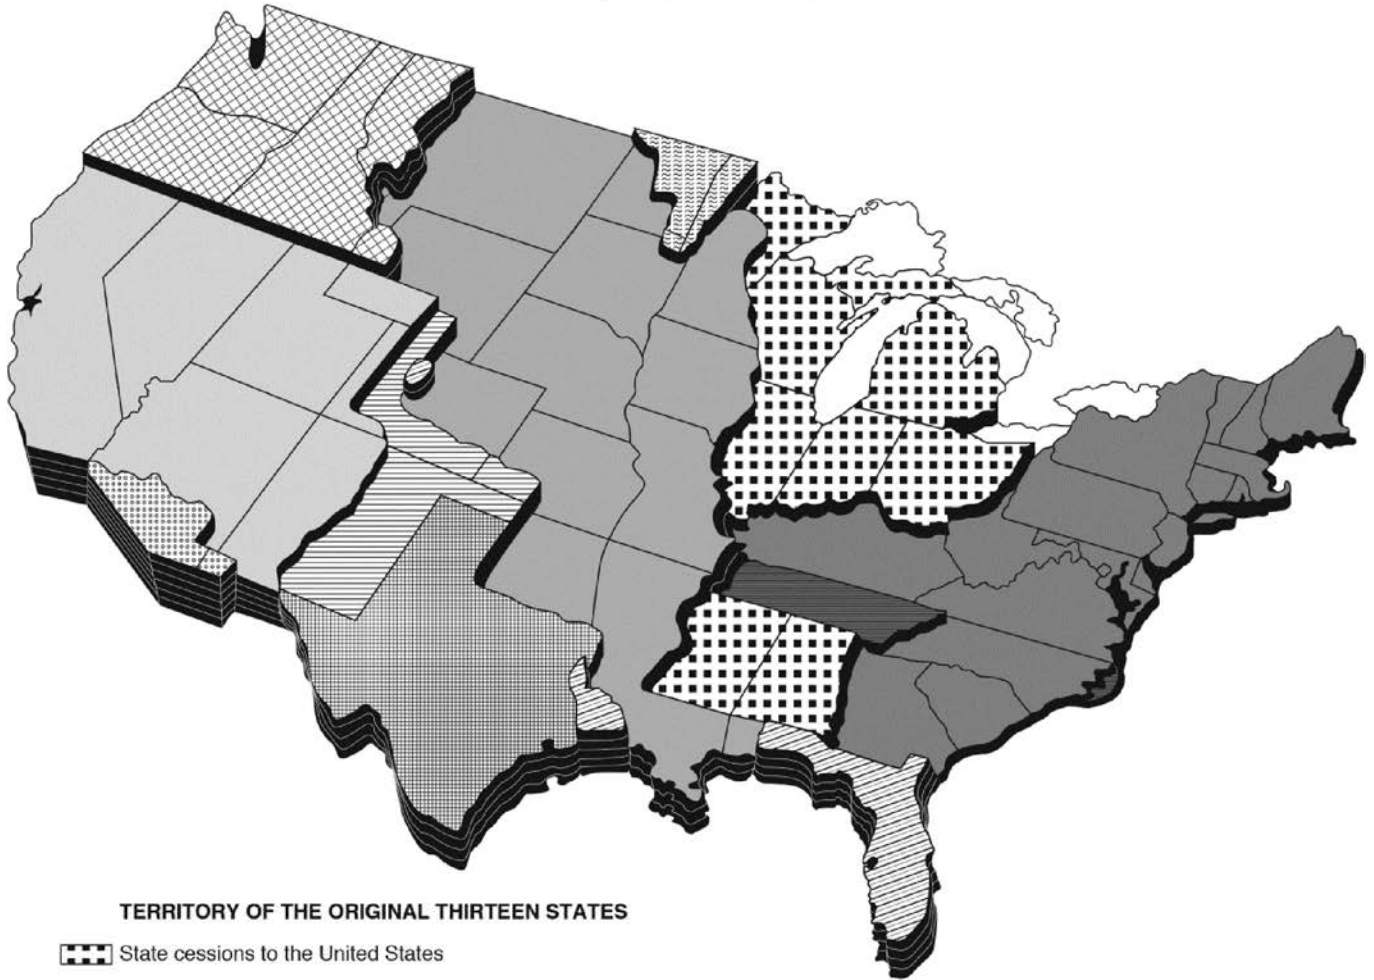 TERRITORY OF THE ORIGINAL THIRTEEN STATES
State cessions to the United States